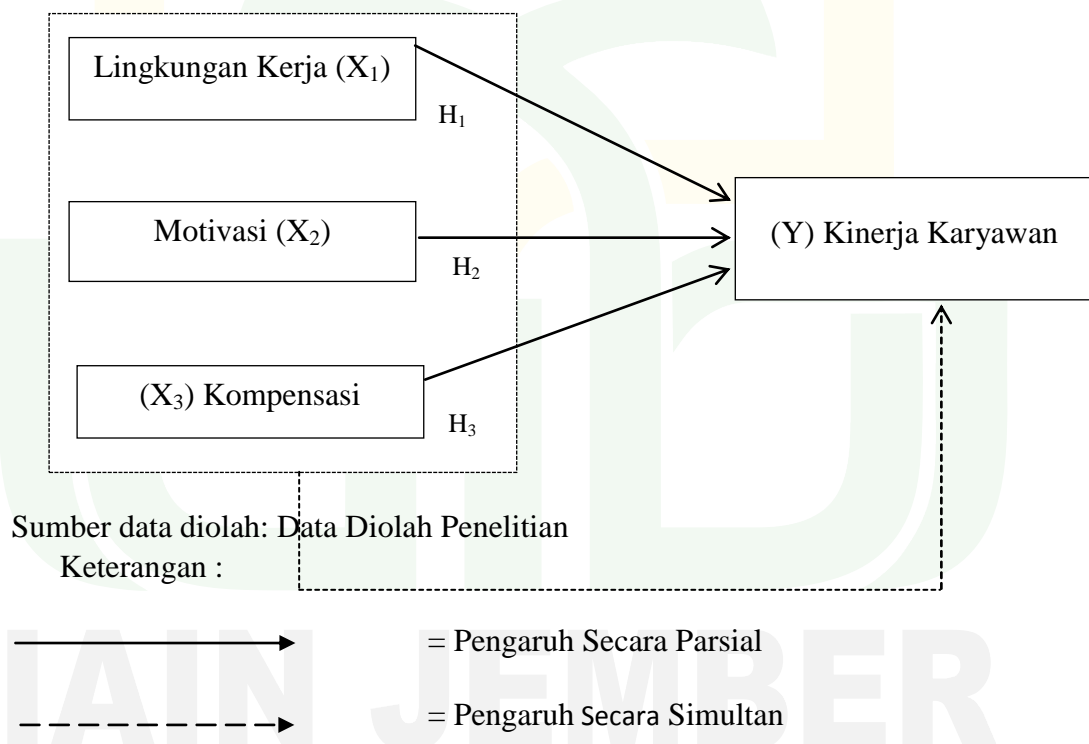 Lingkungan Kerja (X₁)
H₁
Motivasi (X₂)
(Y) Kinerja Karyawan
H₂
(X₃) Kompensasi
H₃
Sumber data diolah: Data Diolah Penelitian
Keterangan :
= Pengaruh Secara Parsial
= Pengaruh Secara Simultan
IAIN JEMBER